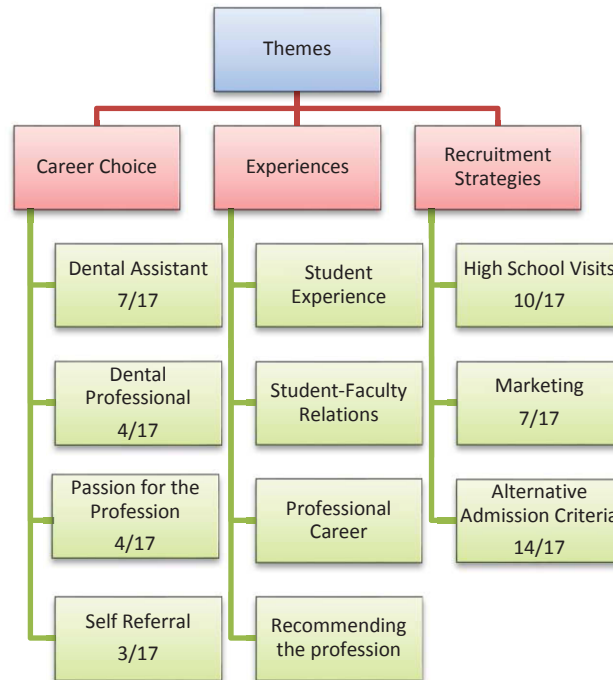 Themes
Career Choice
Experiences
Recruitment
Strategies
Dental Assistant
7/17
Dental
Professional
4/17
Passion for the
Profession
4/17
Self Referral
3/17
Student
Experience
Student-Faculty
Relations
Professional
Career
Recommending
the profession
High School Visits
10/17
Marketing
7/17
Alternative
Admission Criteria
14/17